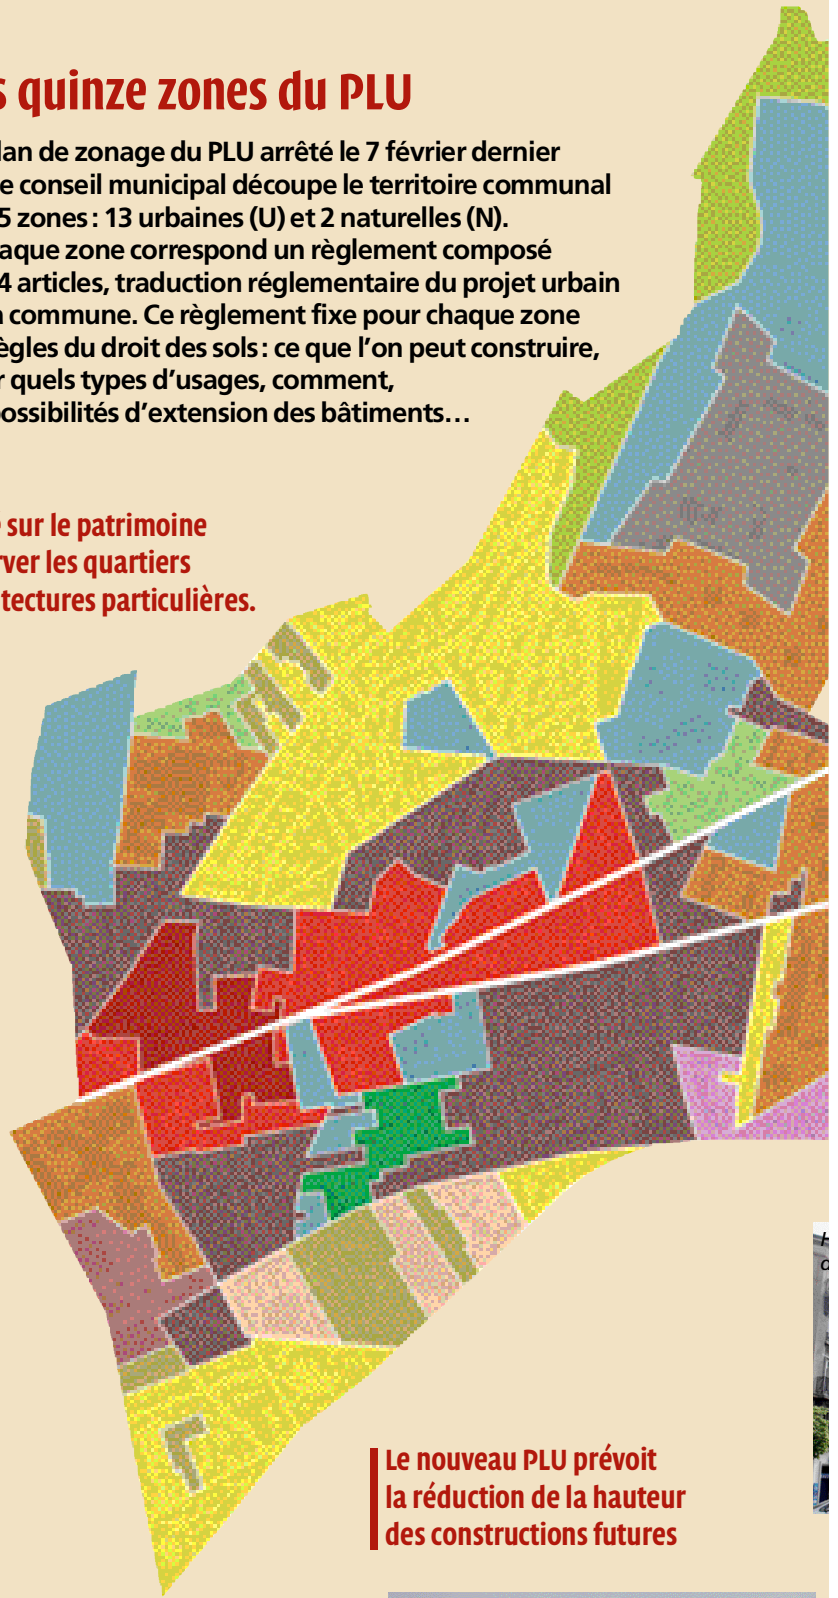 s quinze zones du PLU
lan de zonage du PLU arrêté le 7 février dernier
e conseil municipal découpe le territoire communal
5 zones : 13 urbaines (U) et 2 naturelles (N).
aque zone correspond un règlement composé
4 articles, traduction réglementaire du projet urbain
a commune. Ce règlement fixe pour chaque zone
ègles du droit des sols : ce que l’on peut construire,
r quels types d’usages, comment,
possibilités d’extension des bâtiments…
sur le patrimoine
rver les quartiers
tectures particulières.
Le nouveau PLU prévoit
la réduction de la hauteur
des constructions futures